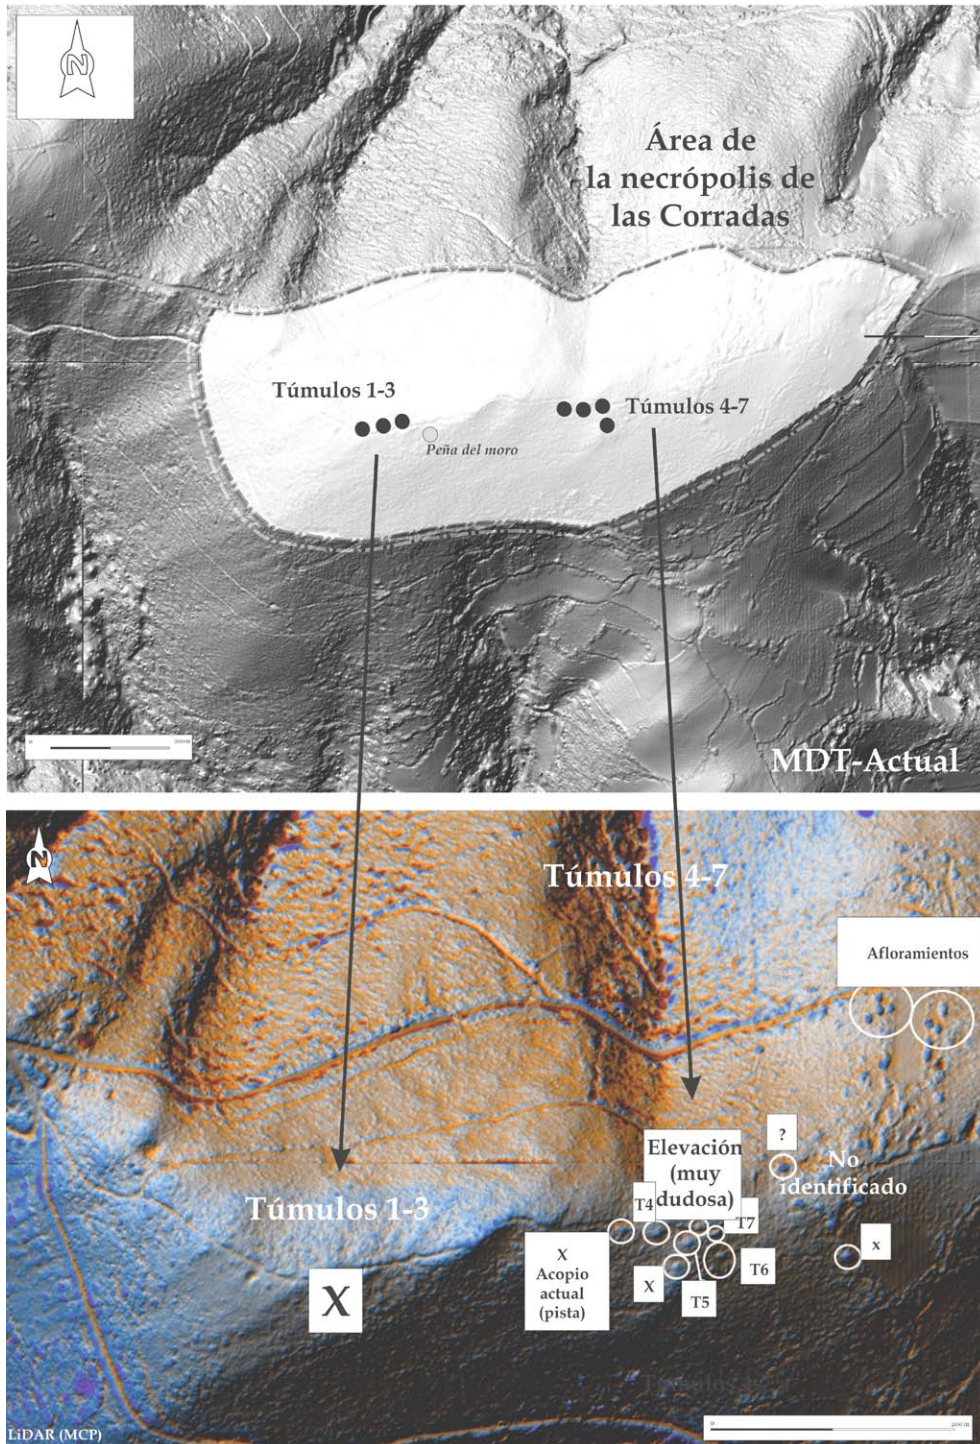 N
Área de
la necrópolis de
las Corradas
Túmulos 1-3
Túmulos 4-7
Peña del moro
0
MDT-Actual
N
Túmulos 4-7
Afloramientos
?
Elevación
(muy
dudosa)
No
identificado
T4
T7
Túmulos 1-3
X
X
Acopio
actual
(pista)
X
T5
T6
x
LiDAR (MCP)
0